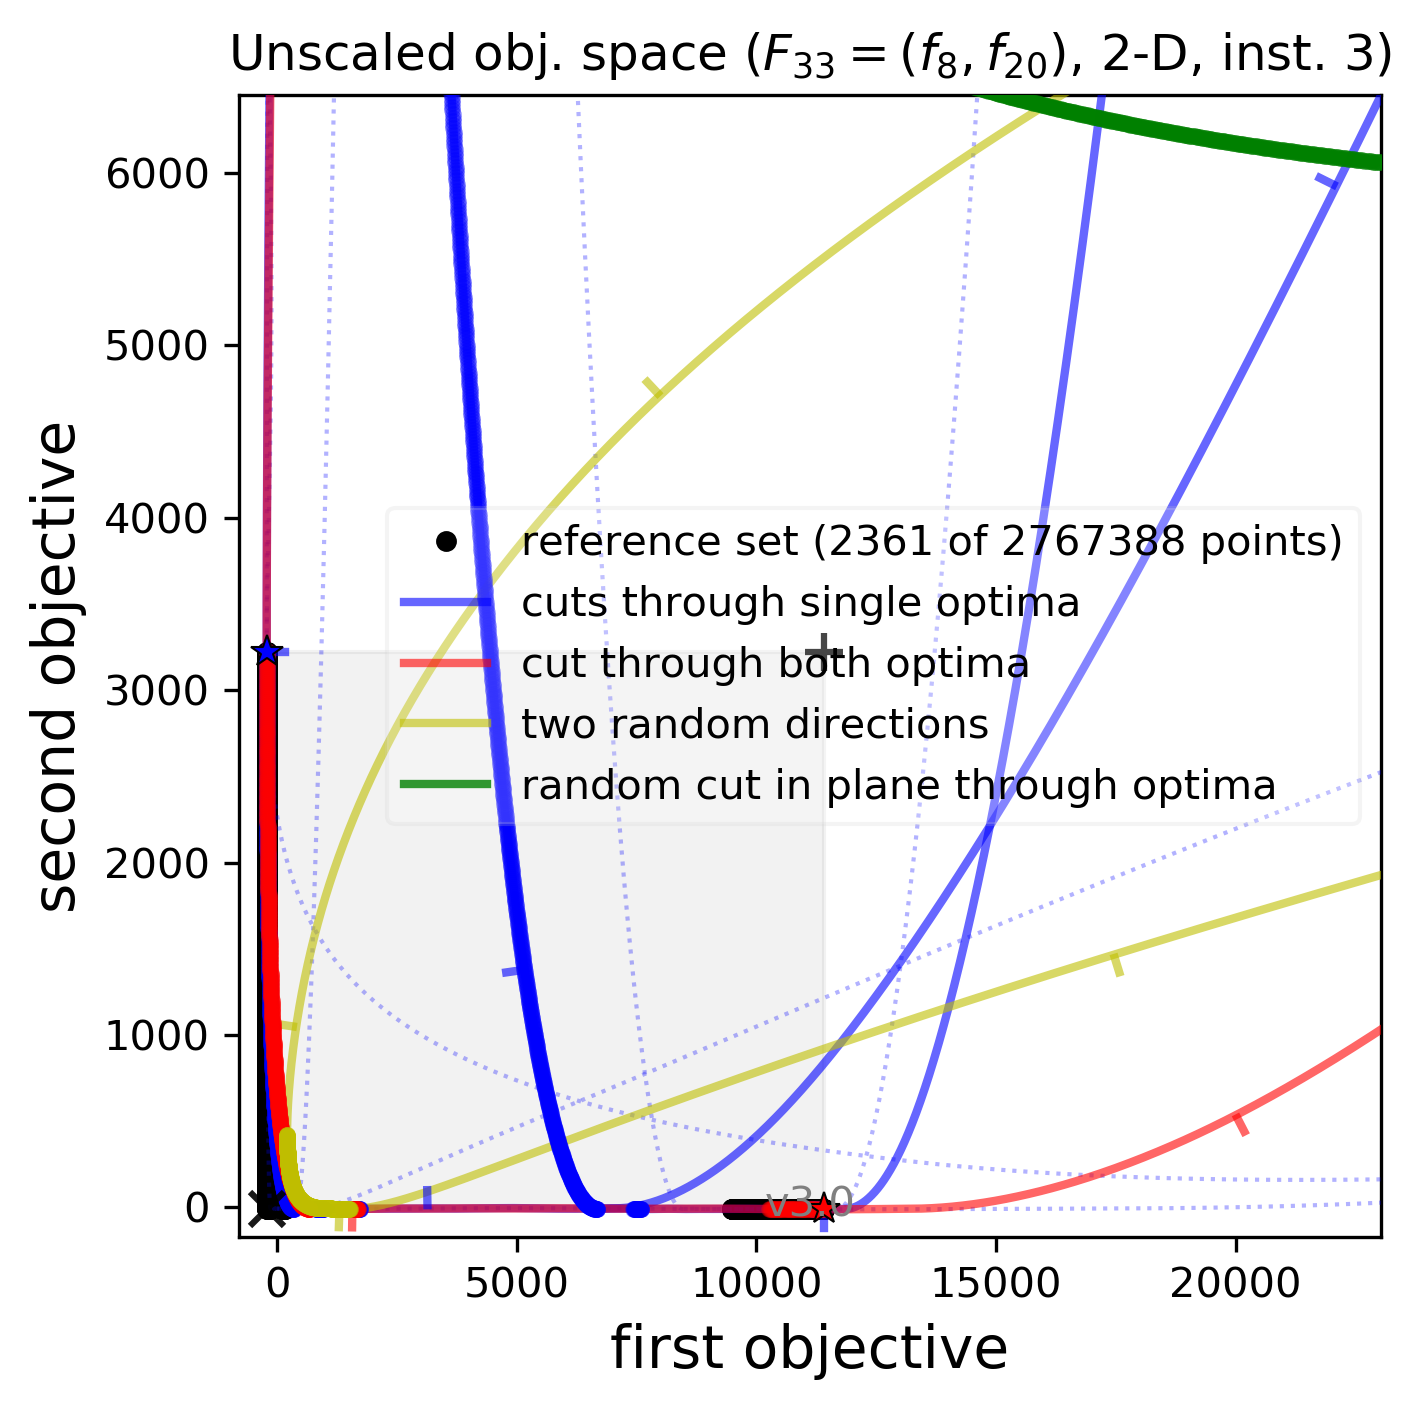 Unscaled obj. space (F₃₃ = (f₈, f₂₀), 2-D, inst. 3)
6000
5000
4000
3000
2000
1000
0
second objective
reference set (2361 of 2767388 points)
cuts through single optima
cut through both optima
two random directions
random cut in plane through optima
v3.0
0
5000
10000
15000
20000
first objective